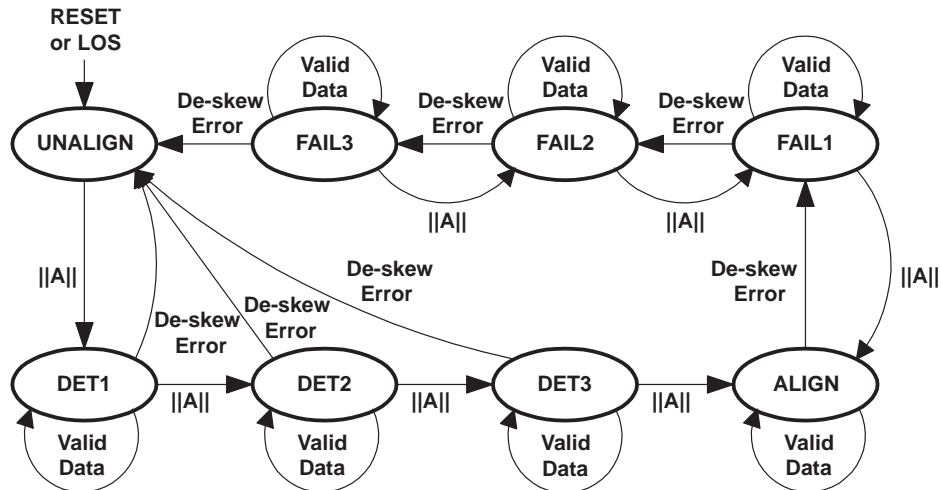 RESET
or LOS
Valid
Data
Valid
Data
Valid
Data
De-skew
Error
De-skew
Error
De-skew
Error
UNALIGN
FAIL3
FAIL2
FAIL1
||A||
||A||
||A||
De-skew
Error
De-skew
Error
||A||
De-skew
Error
De-skew
Error
DET1
||A||
DET2
||A||
DET3
||A||
ALIGN
Valid
Data
Valid
Data
Valid
Data
Valid
Data